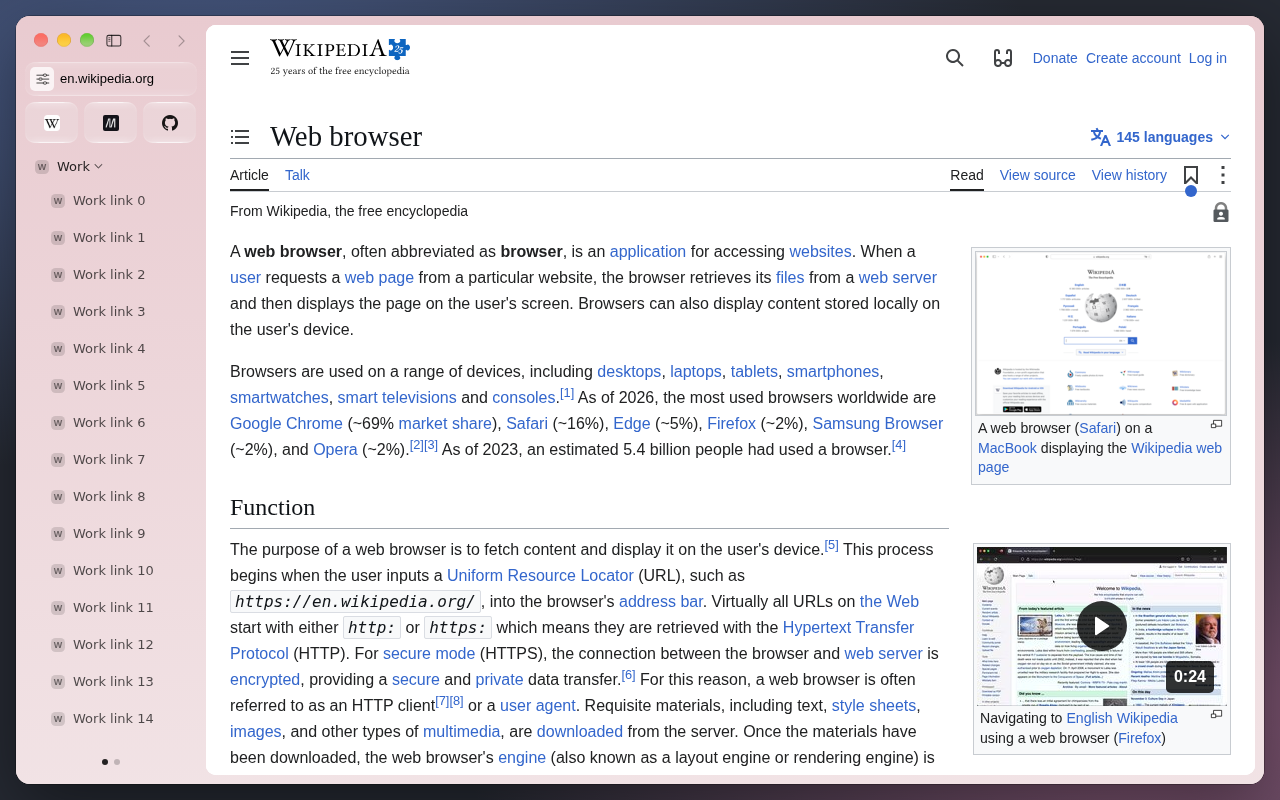 en.wikipedia.org
Work
Work link 0
Work link 1
Work link 2
Work link 3
Work link 4
Work link 5
Work link 6
Work link 7
Work link 8
Work link 9
Work link 10
Work link 11
Work link 12
Work link 13
Work link 14
WIKIPEDIA 25
25 years of the free encyclopedia
Donate Create account Log in
Web browser
145 languages
Article Talk Read View source View history
From Wikipedia, the free encyclopedia
A web browser, often abbreviated as browser, is an application for accessing websites. When a
user requests a web page from a particular website, the browser retrieves its files from a web server
and then displays the page on the user's screen. Browsers can also display content stored locally on
the user's device.
Browsers are used on a range of devices, including desktops, laptops, tablets, smartphones,
smartwatches, smart televisions and consoles.[1] As of 2026, the most used browsers worldwide are
Google Chrome (~69% market share), Safari (~16%), Edge (~5%), Firefox (~2%), Samsung Browser
(~2%), and Opera (~2%).[2][3] As of 2023, an estimated 5.4 billion people had used a browser.[4]
A web browser (Safari) on a
MacBook displaying the Wikipedia web
page
Function
The purpose of a web browser is to fetch content and display it on the user's device.[5] This process
begins when the user inputs a Uniform Resource Locator (URL), such as
https://en.wikipedia.org/, into the browser's address bar. Virtually all URLs on the Web
start with either http: or https: which means they are retrieved with the Hypertext Transfer
Protocol (HTTP). For secure mode (HTTPS), the connection between the browser and web server is
encrypted, providing a secure and private data transfer.[6] For this reason, a web browser is often
referred to as an HTTP client[7][8] or a user agent. Requisite materials, including text, style sheets,
images, and other types of multimedia, are downloaded from the server. Once the materials have
been downloaded, the web browser's engine (also known as a layout engine or rendering engine) is
0:24
Navigating to English Wikipedia
using a web browser (Firefox)